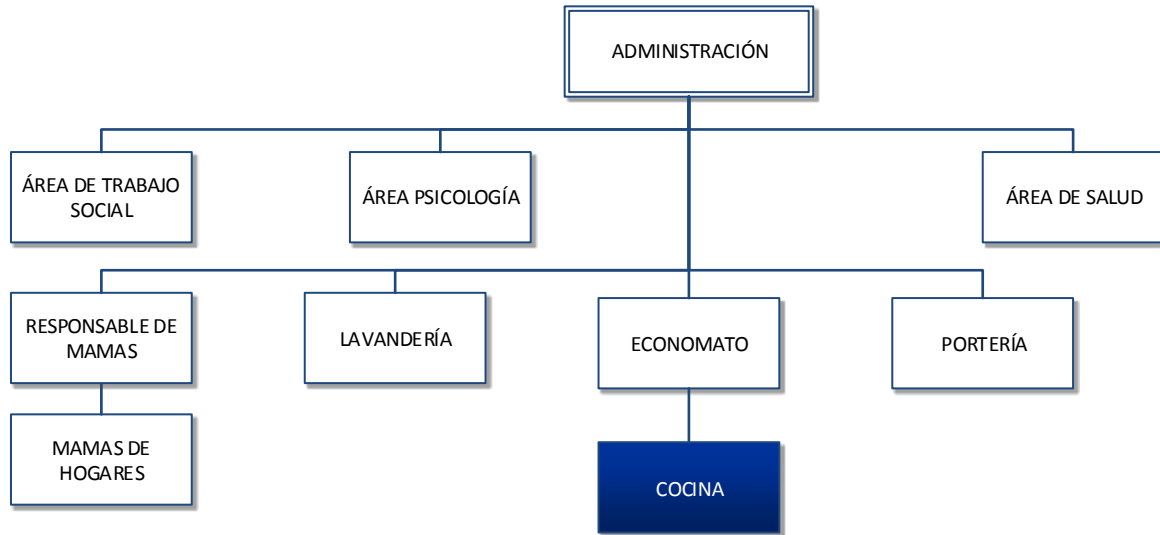 ADMINISTRACIÓN
ÁREA DE TRABAJO
SOCIAL
ÁREA PSICOLOGÍA
ÁREA DE SALUD
RESPONSABLE DE
MAMAS
LAVANDERÍA
ECONOMATO
PORTERÍA
MAMAS DE
HOGARES
COCINA